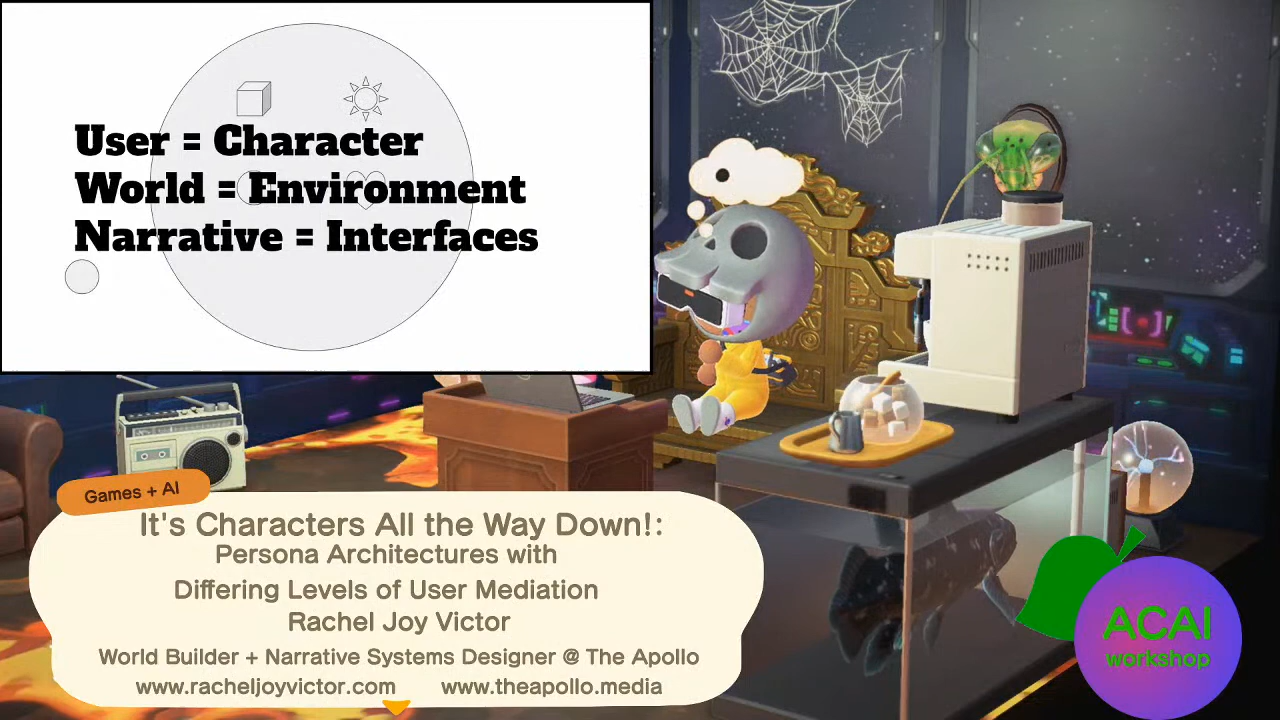 User = Character
World = Environment
Narrative = Interfaces
Games + AI
It's Characters All the Way Down!:
Persona Architectures with
Differing Levels of User Mediation
Rachel Joy Victor
World Builder + Narrative Systems Designer @ The Apollo
www.racheljoyvictor.com www.theapollo.media
ACAI
workshop